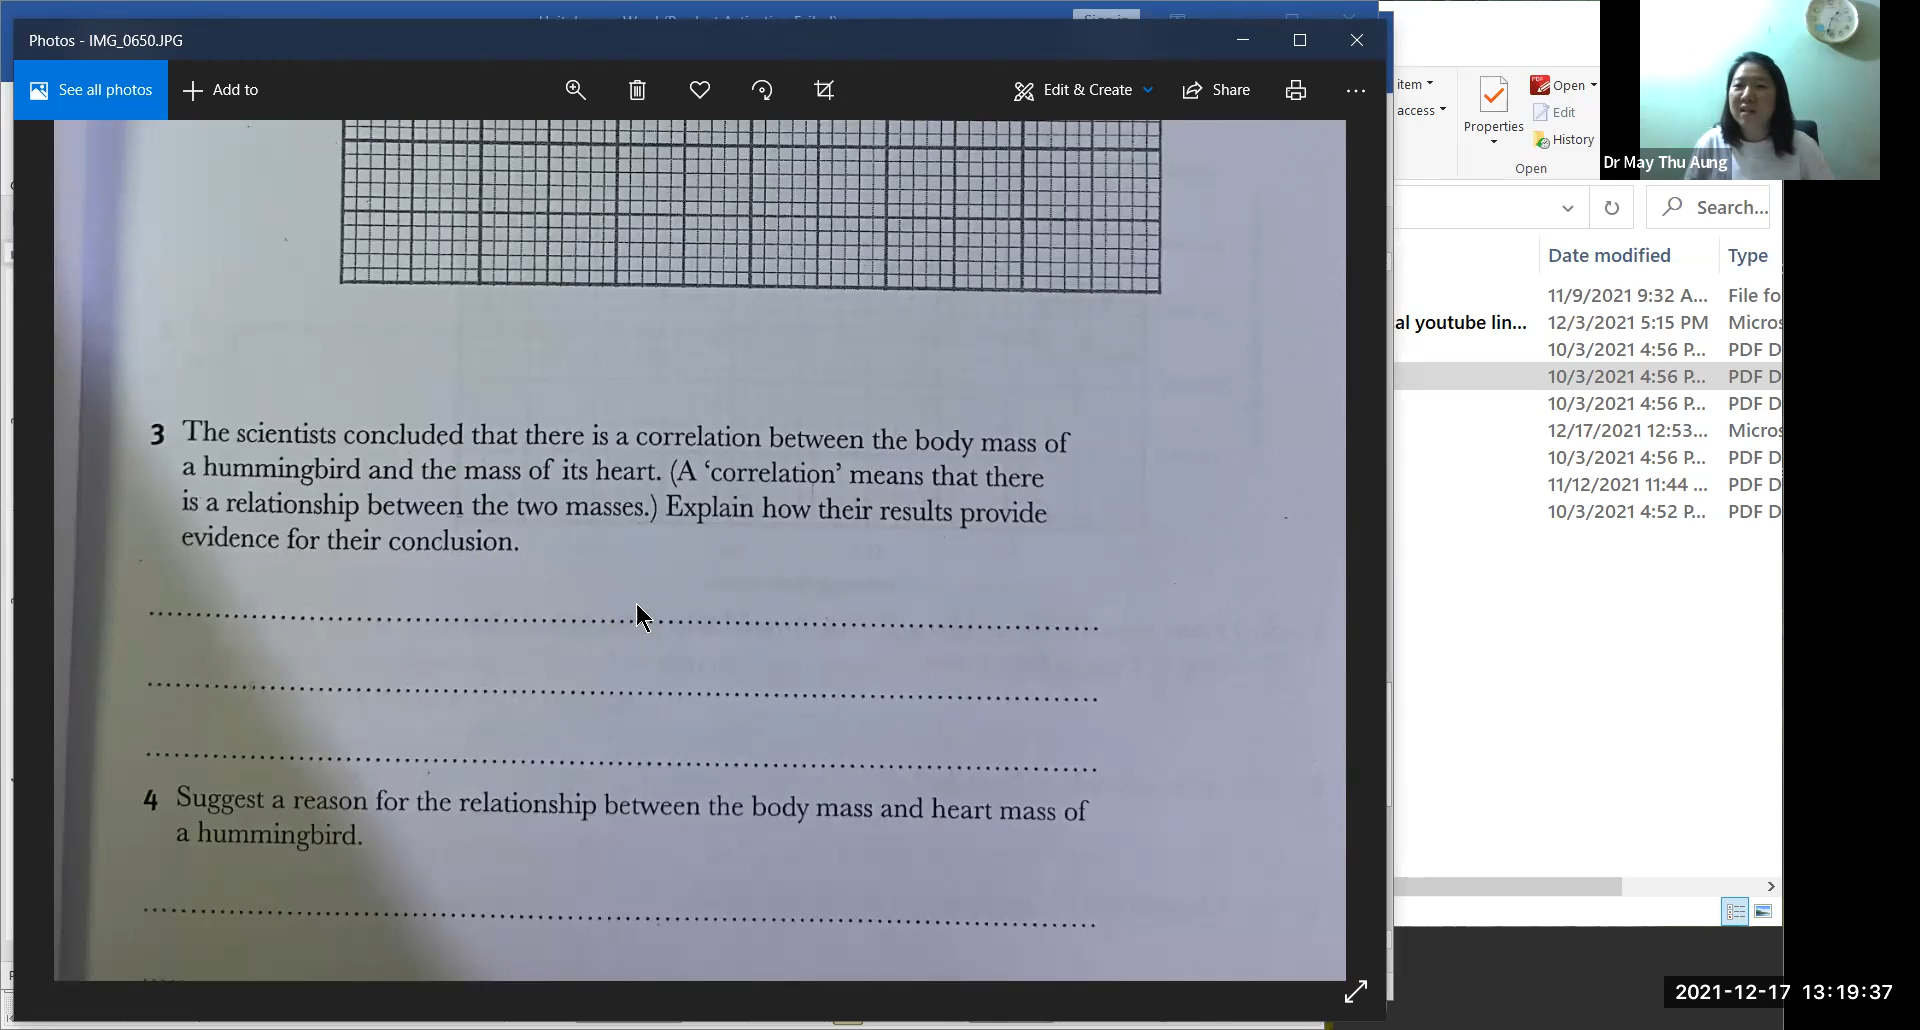 Photos - IMG_0650.JPG
See all photos
Add to
Edit & Create
Share
3 The scientists concluded that there is a correlation between the body mass of
a hummingbird and the mass of its heart. (A ‘correlation’ means that there
is a relationship between the two masses.) Explain how their results provide
evidence for their conclusion.
4 Suggest a reason for the relationship between the body mass and heart mass of
a hummingbird.
item
access
Properties
Open
Edit
History
Open
Dr May Thu Aung
Search...
Date modified Type
11/9/2021 9:32 A... File fo
al youtube lin... 12/3/2021 5:15 PM Micros
10/3/2021 4:56 P... PDF D
10/3/2021 4:56 P... PDF D
10/3/2021 4:56 P... PDF D
12/17/2021 12:53... Micros
10/3/2021 4:56 P... PDF D
11/12/2021 11:44 ... PDF D
10/3/2021 4:52 P... PDF D
2021-12-17 13:19:37